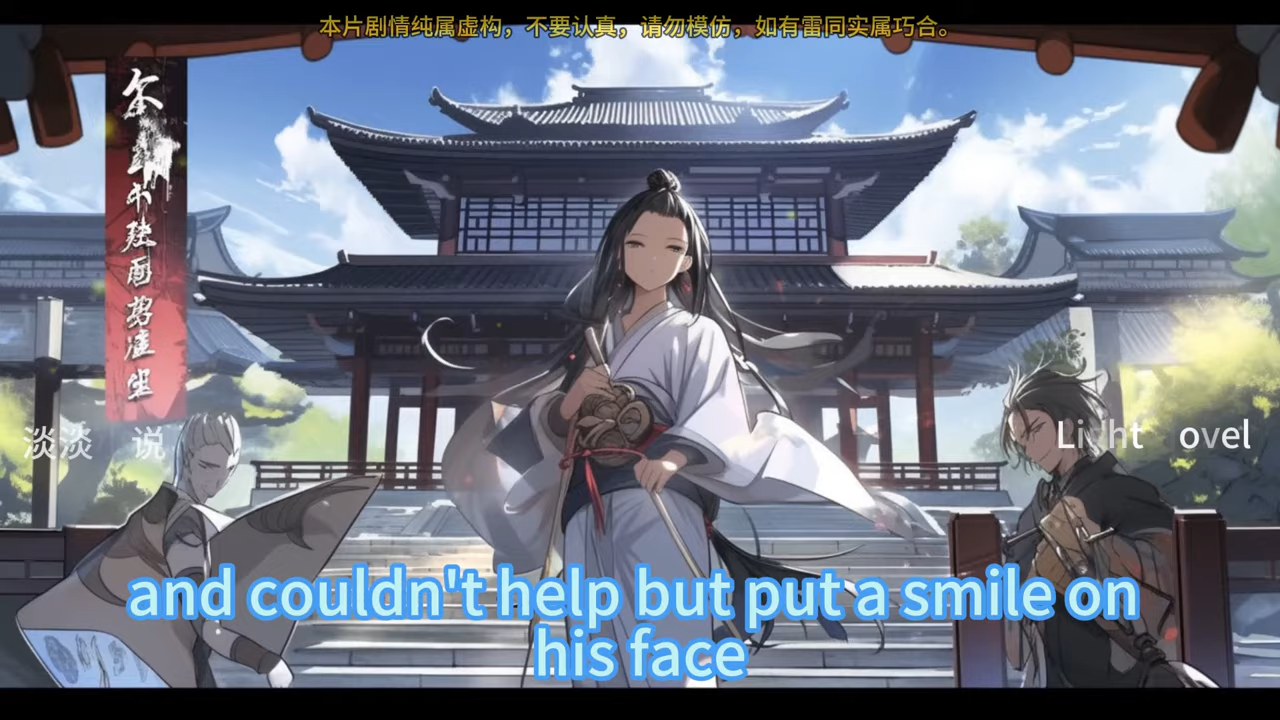 本片剧情纯属虚构，不要认真，请勿模仿，如有雷同实属巧合。
淡淡 说
ovel
and couldn't help but put a smile on
his face